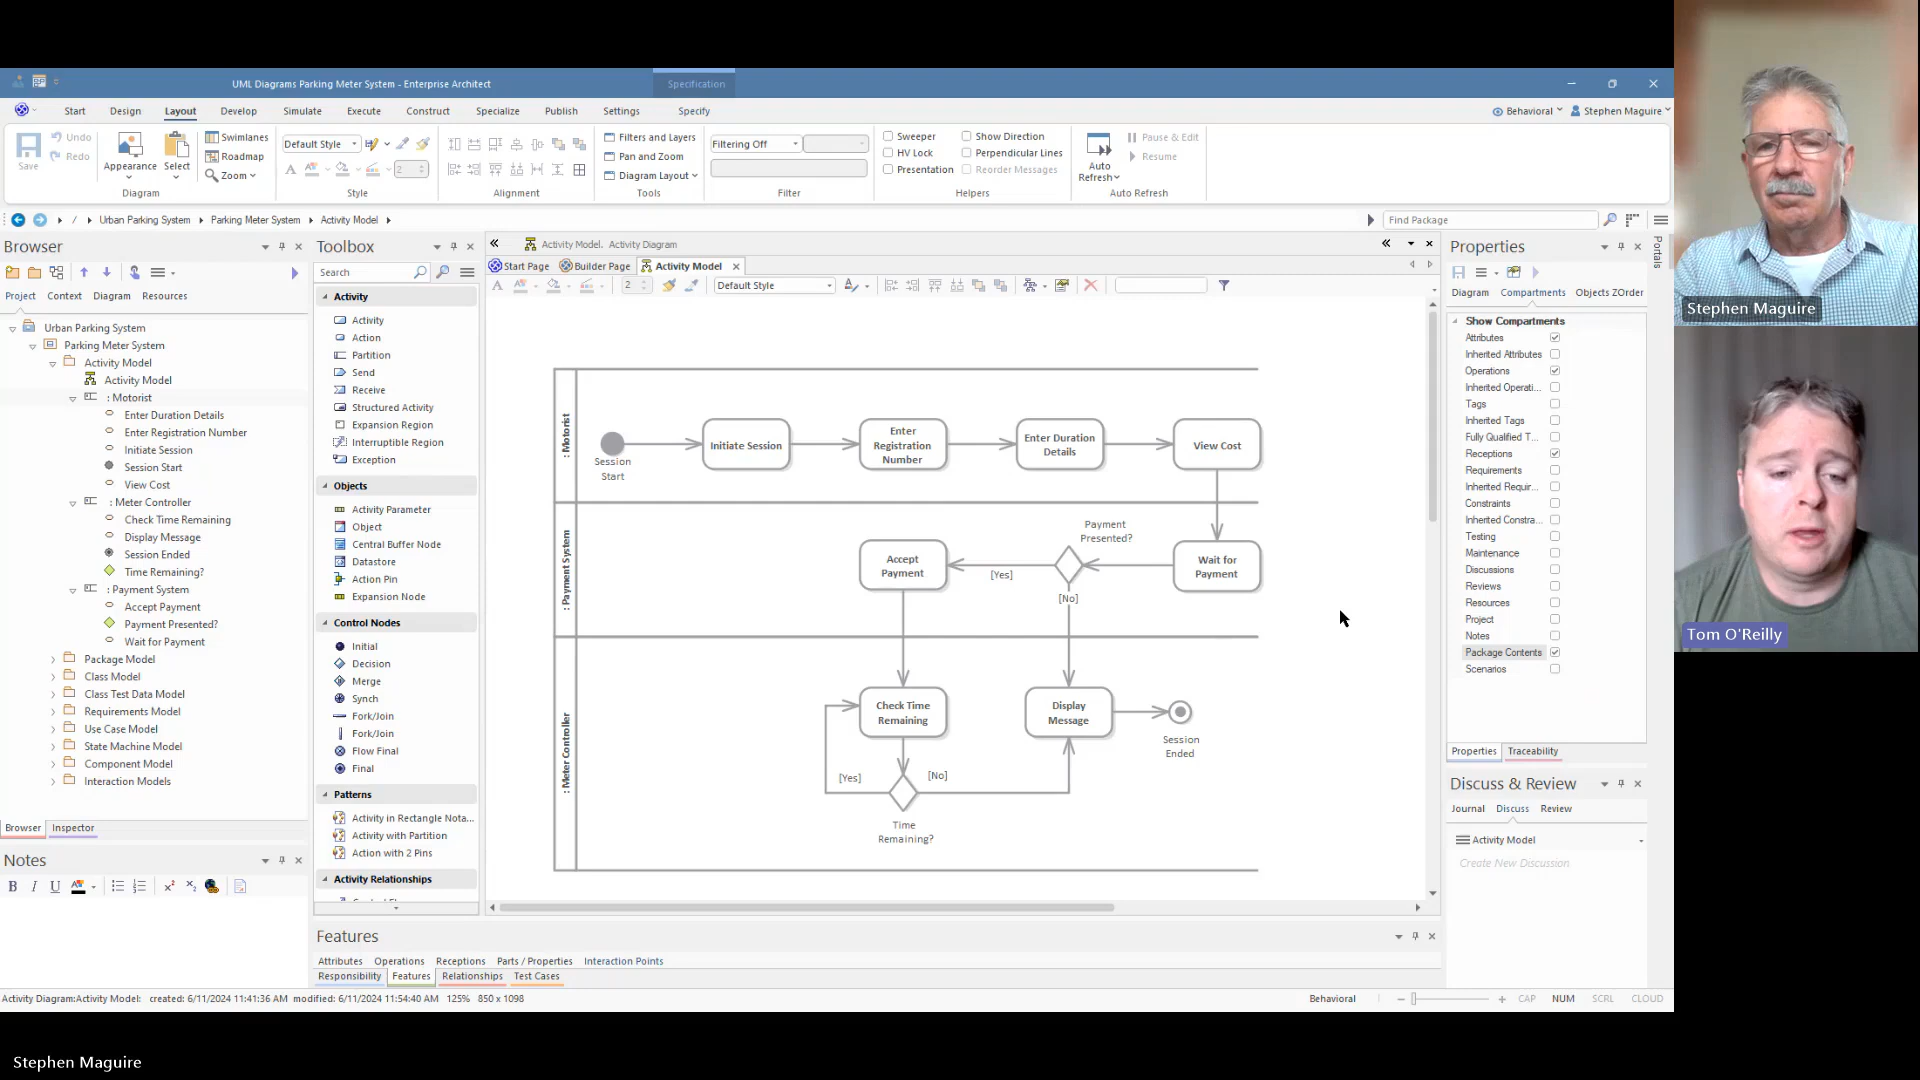 UML Diagrams Parking Meter System - Enterprise Architect
Specification
Start
Design
Layout
Develop
Simulate
Execute
Construct
Specialize
Publish
Settings
Specify
Behavioral
Stephen Maguire
Save
Undo
Redo
Appearance
Select
Swimlanes
Roadmap
Zoom
Diagram
Default Style
A
2
Style
Alignment
Filters and Layers
Pan and Zoom
Diagram Layout
Tools
Filtering Off
Filter
Sweeper
HV Lock
Presentation
Show Direction
Perpendicular Lines
Reorder Messages
Helpers
Auto
Refresh
Pause & Edit
Resume
Auto Refresh
/
Urban Parking System
Parking Meter System
Activity Model
Find Package
Browser
Project
Context
Diagram
Resources
Urban Parking System
Parking Meter System
Activity Model
Activity Model
: Motorist
Enter Duration Details
Enter Registration Number
Initiate Session
Session Start
View Cost
: Meter Controller
Check Time Remaining
Display Message
Session Ended
Time Remaining?
: Payment System
Accept Payment
Payment Presented?
Wait for Payment
Package Model
Class Model
Class Test Data Model
Requirements Model
Use Case Model
State Machine Model
Component Model
Interaction Models
Browser
Inspector
Notes
B
I
U
Toolbox
Search
Activity
Activity
Action
Partition
Send
Receive
Structured Activity
Expansion Region
Interruptible Region
Exception
Objects
Activity Parameter
Object
Central Buffer Node
Datastore
Action Pin
Expansion Node
Control Nodes
Initial
Decision
Merge
Synch
Fork/Join
Fork/Join
Flow Final
Final
Patterns
Activity in Rectangle Nota...
Activity with Partition
Action with 2 Pins
Activity Relationships
Activity Model. Activity Diagram
Start Page
Builder Page
Activity Model
A
2
Default Style
: Motorist
Session
Start
Initiate Session
Enter
Registration
Number
Enter Duration
Details
View Cost
: Payment System
Accept
Payment
[Yes]
Payment
Presented?
[No]
Wait for
Payment
: Meter Controller
Check Time
Remaining
Display
Message
Session
Ended
[Yes]
[No]
Time
Remaining?
Features
Attributes
Operations
Receptions
Parts / Properties
Interaction Points
Responsibility
Features
Relationships
Test Cases
Properties
Diagram
Compartments
Objects ZOrder
Show Compartments
Attributes
Inherited Attributes
Operations
Inherited Operati...
Tags
Inherited Tags
Fully Qualified T...
Receptions
Requirements
Inherited Requir...
Constraints
Inherited Constra...
Testing
Maintenance
Discussions
Reviews
Resources
Project
Notes
Package Contents
Scenarios
Properties
Traceability
Discuss & Review
Journal
Discuss
Review
Activity Model
Create New Discussion
Portals
Activity Diagram:Activity Model: created: 6/11/2024 11:41:36 AM modified: 6/11/2024 11:54:40 AM 125% 850 x 1098
Behavioral
CAP
NUM
SCRL
CLOUD
Stephen Maguire
Tom O'Reilly
Stephen Maguire